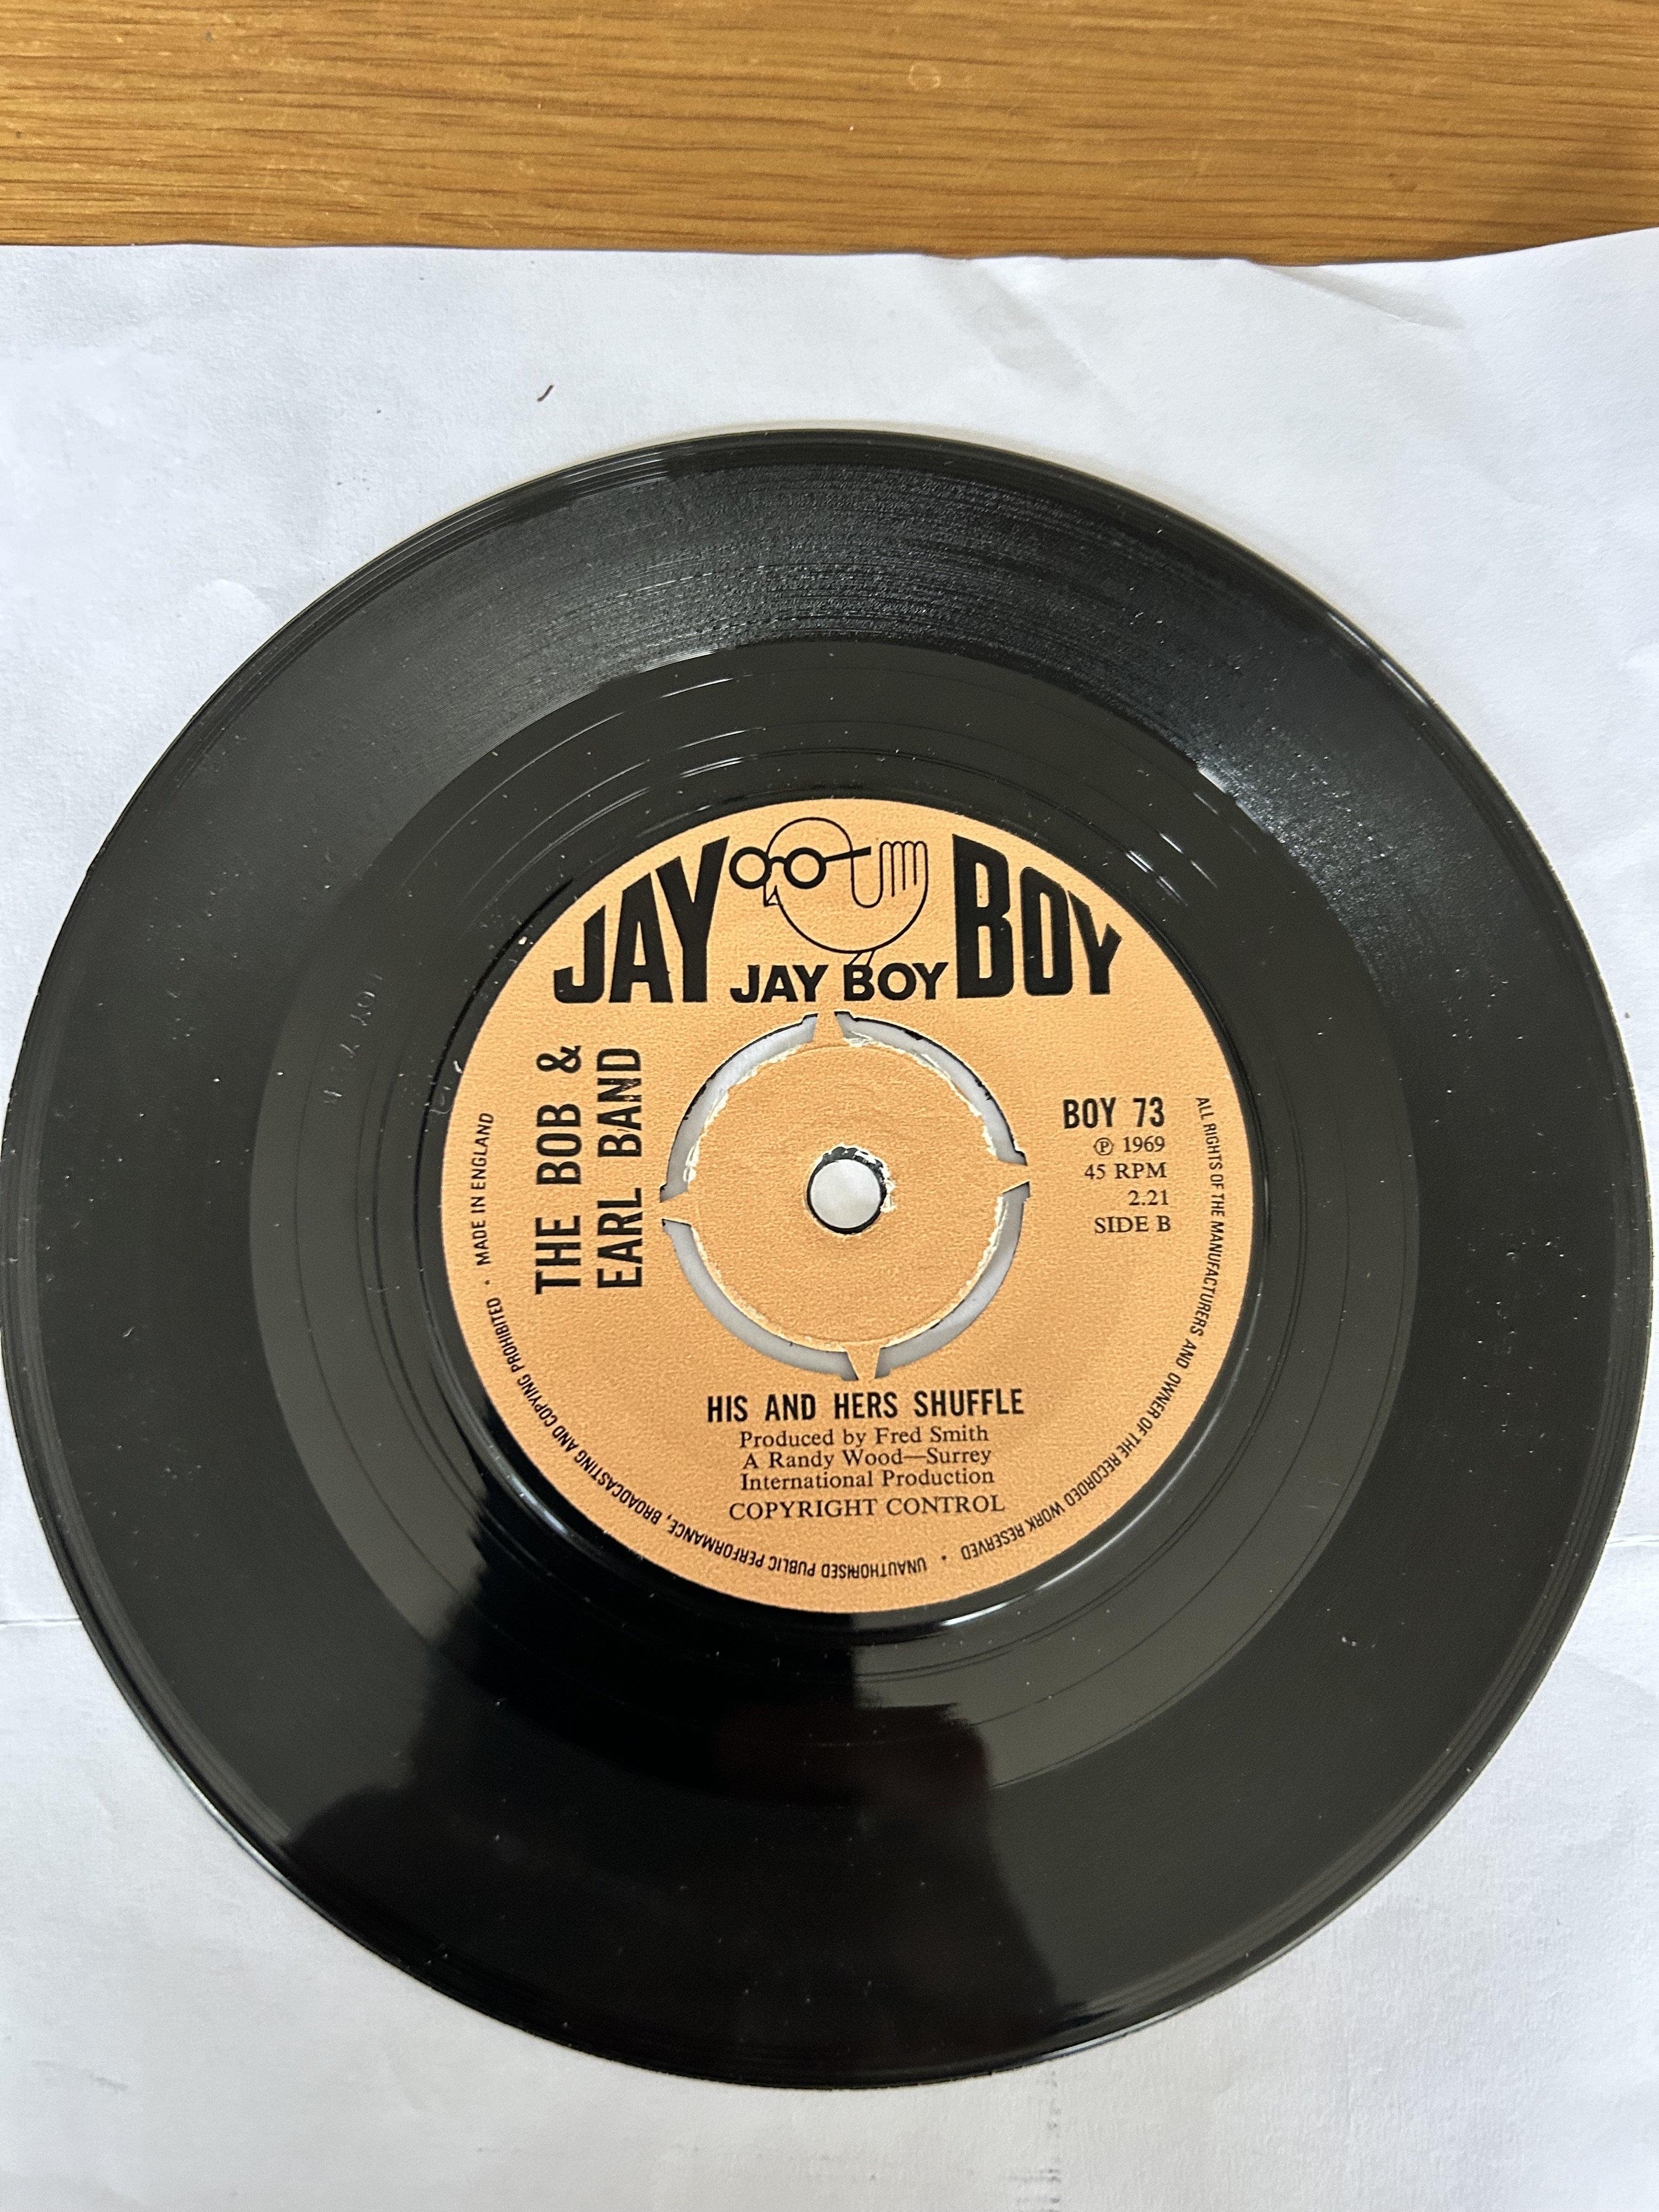 JAY BOY
JAY BOY
THE BOB &
EARL BAND
BOY 73
Ⓟ 1969
45 RPM
2.21
SIDE B
HIS AND HERS SHUFFLE
Produced by Fred Smith
A Randy Wood—Surrey
International Production
COPYRIGHT CONTROL
ALL RIGHTS OF THE MANUFACTURERS AND OWNER OF THE RECORDED WORK RESERVED • UNAUTHORISED PUBLIC PERFORMANCE, BROADCASTING AND COPYING PROHIBITED • MADE IN ENGLAND